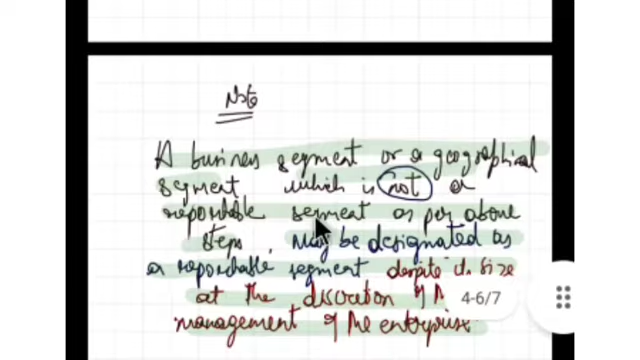 Note
A business segment or a geographical
segment which is not a
reportable segment as per above
steps, may be designated as
a reportable segment despite its size
at the discretion of
4-6/7
management of the enterprise.